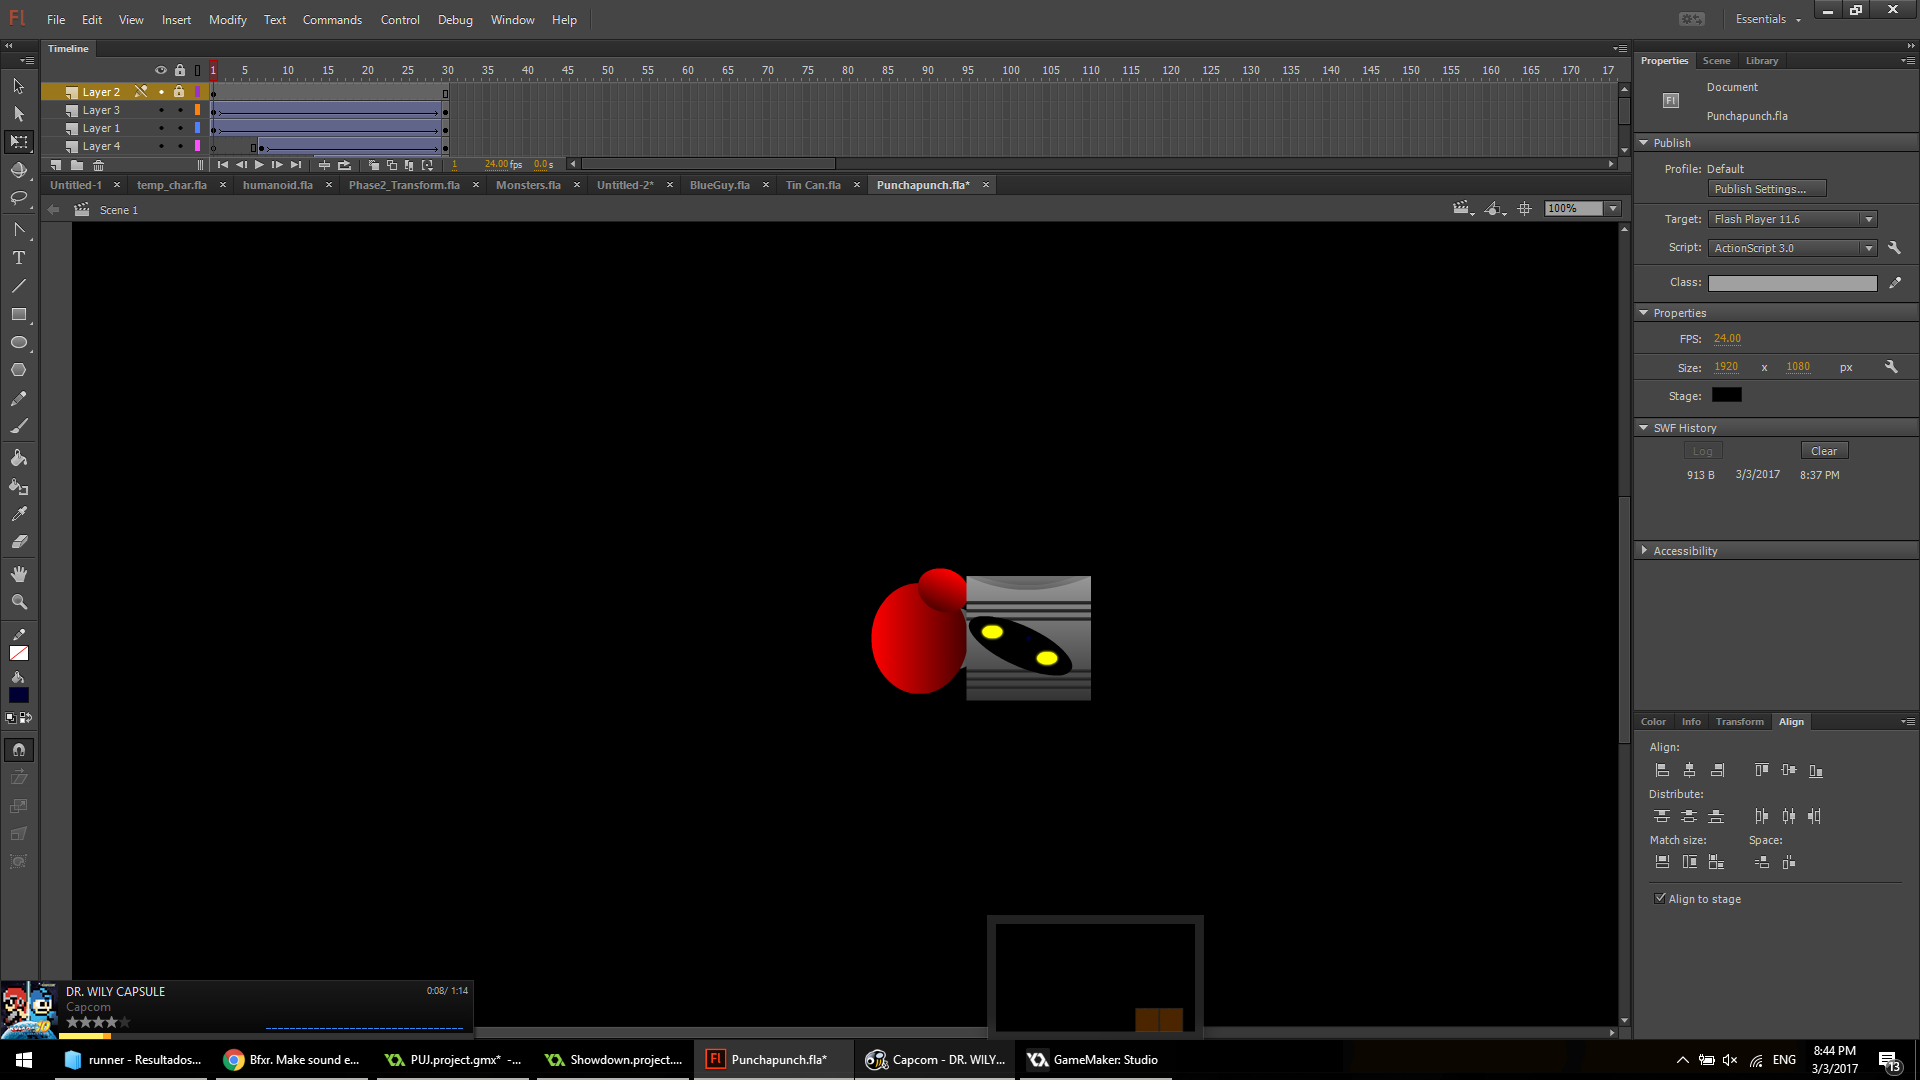 Fl File Edit View Insert Modify Text Commands Control Debug Window Help Essentials
Timeline
1 5 10 15 20 25 30 35 40 45 50 55 60 65 70 75 80 85 90 95 100 105 110 115 120 125 130 135 140 145 150 155 160 165 170 17
Layer 2
Layer 3
Layer 1
Layer 4
1 24.00 fps 0.0 s
Untitled-1 × temp_char.fla × humanoid.fla × Phase2_Transform.fla × Monsters.fla × Untitled-2* × BlueGuy.fla × Tin Can.fla × Punchapunch.fla* ×
Scene 1
100%
Properties Scene Library
Fl
Document
Punchapunch.fla
Publish
Profile: Default
Publish Settings...
Target: Flash Player 11.6
Script: ActionScript 3.0
Class:
Properties
FPS: 24.00
Size: 1920 x 1080 px
Stage:
SWF History
Log Clear
913 B 3/3/2017 8:37 PM
Accessibility
Color Info Transform Align
Align:
Distribute:
Match size: Space:
Align to stage
DR. WILY CAPSULE 0:08/ 1:14
Capcom
runner - Resultados... Bfxr. Make sound e... PUJ.project.gmx* -... Showdown.project.... Fl Punchapunch.fla* Capcom - DR. WILY... GameMaker: Studio
ENG
8:44 PM
3/3/2017
13